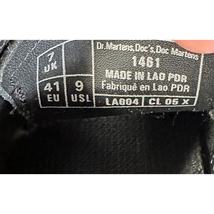 Dr.Martens,Doc's,Doc Martens
1461
MADE IN LAO PDR
Fabriqué en Lao PDR
7 UK
41 EU
9 USL
LA004 CL 05 X